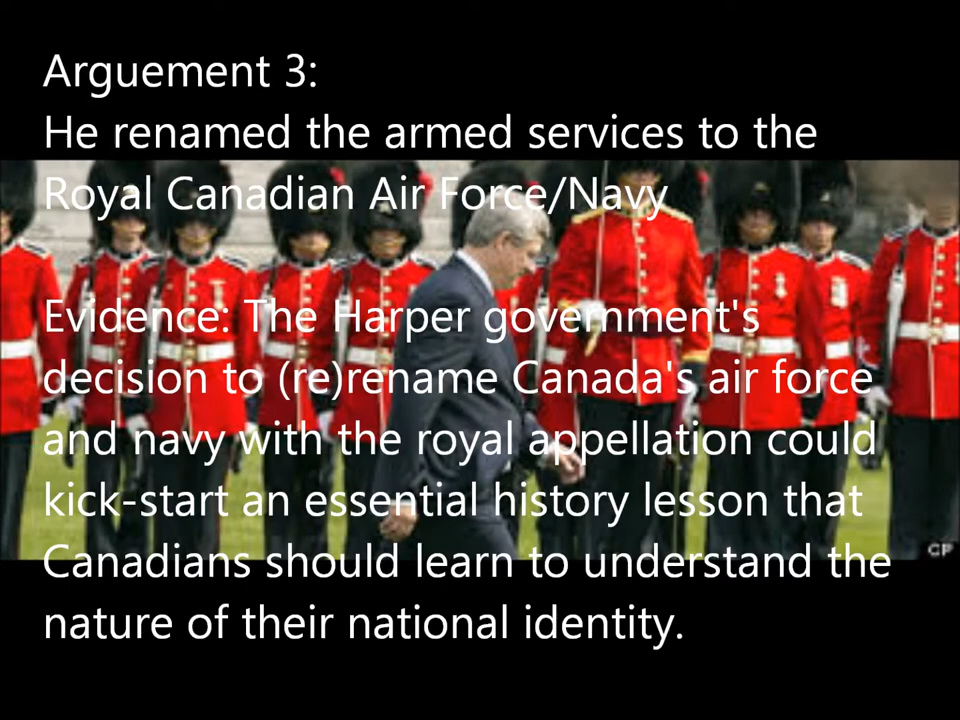 Arguement 3:
He renamed the armed services to the
Royal Canadian Air Force/Navy
Evidence: The Harper government's
decision to (re)rename Canada's air force
and navy with the royal appellation could
kick-start an essential history lesson that
Canadians should learn to understand the
nature of their national identity.
CP